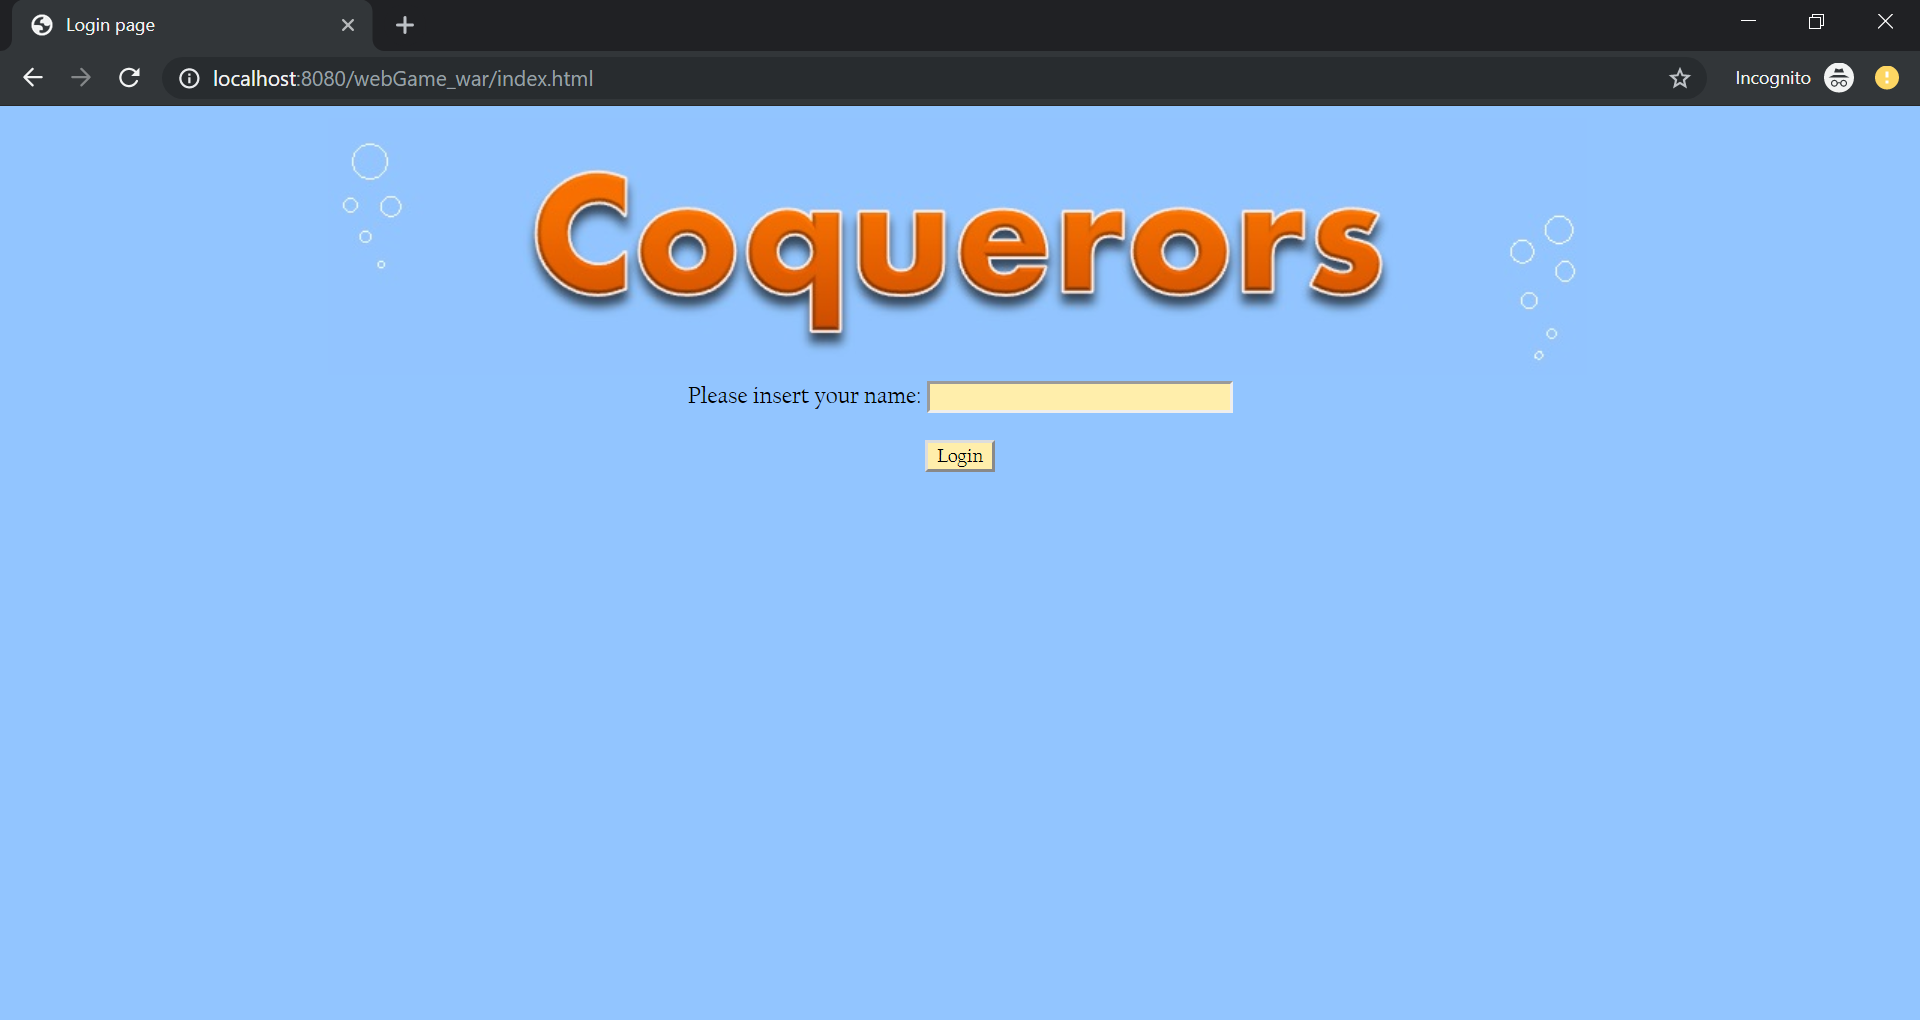 Login page
localhost:8080/webGame_war/index.html
Incognito
Coquerors
Please insert your name:
Login